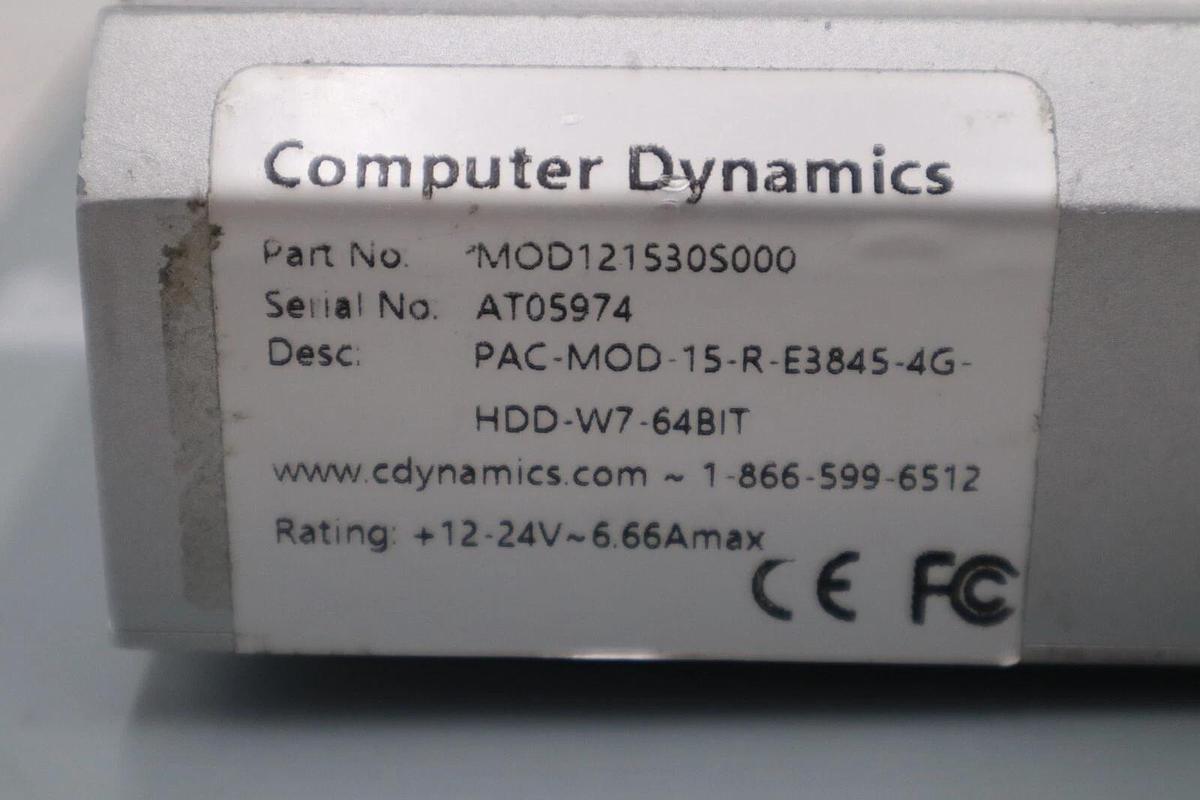 Computer Dynamics
Part No: MOD121530S000
Serial No: AT05974
Desc: PAC-MOD-15-R-E3845-4G-
HDD-W7-64BIT
www.cdynamics.com ~ 1-866-599-6512
Rating: +12-24V~6.66Amax
CE FC